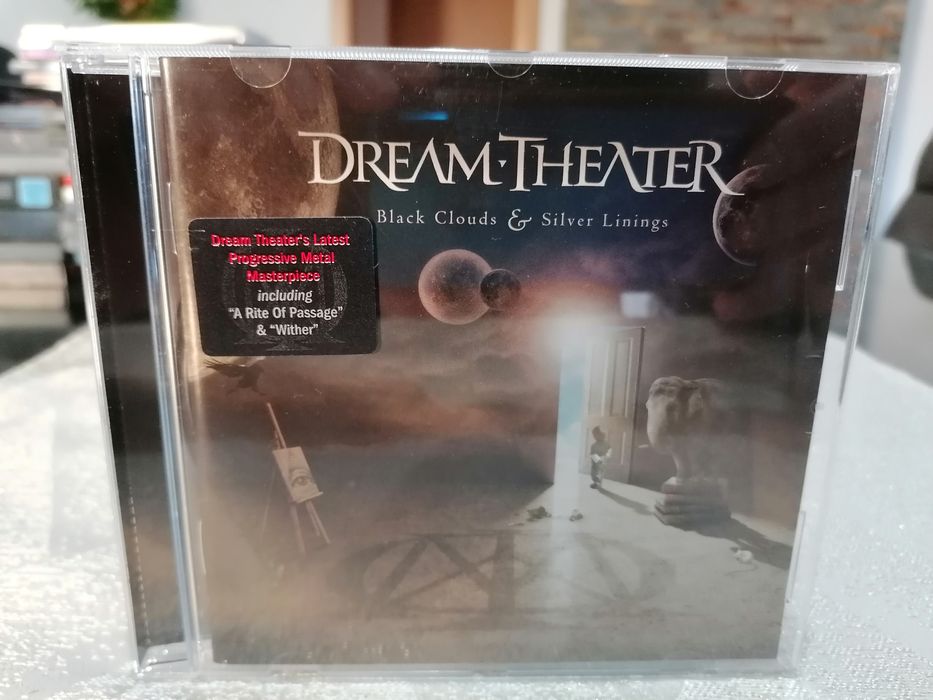 DREAM·THEATER
Black Clouds & Silver Linings
Dream Theater's Latest
Progressive Metal
Masterpiece
including
"A Rite Of Passage"
& "Wither"